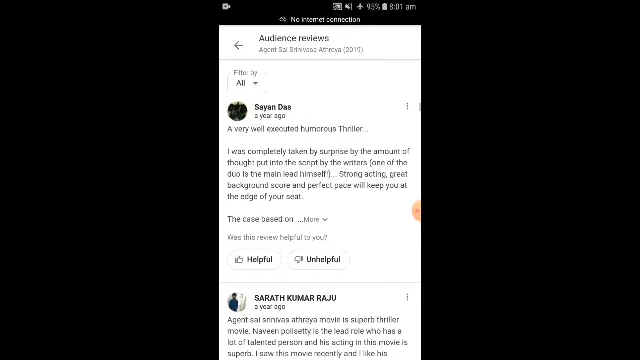 95% 8:01 am
No internet connection
Audience reviews
Agent Sai Srinivasa Athreya (2019)
Filter by
All
Sayan Das
a year ago
A very well executed humorous Thriller...
I was completely taken by surprise by the amount of
thought put into the script by the writers (one of the
duo is the main lead himself)... Strong acting, great
background score and perfect pace will keep you at
the edge of your seat.
The case based on ...More
Was this review helpful to you?
Helpful Unhelpful
SARATH KUMAR RAJU
a year ago
Agent sai srinivas athreya movie is superb thriller
movie. Naveen polisetty is the lead role who has a
lot of talented person and his acting in this movie is
superb. I saw this movie recently and I like his